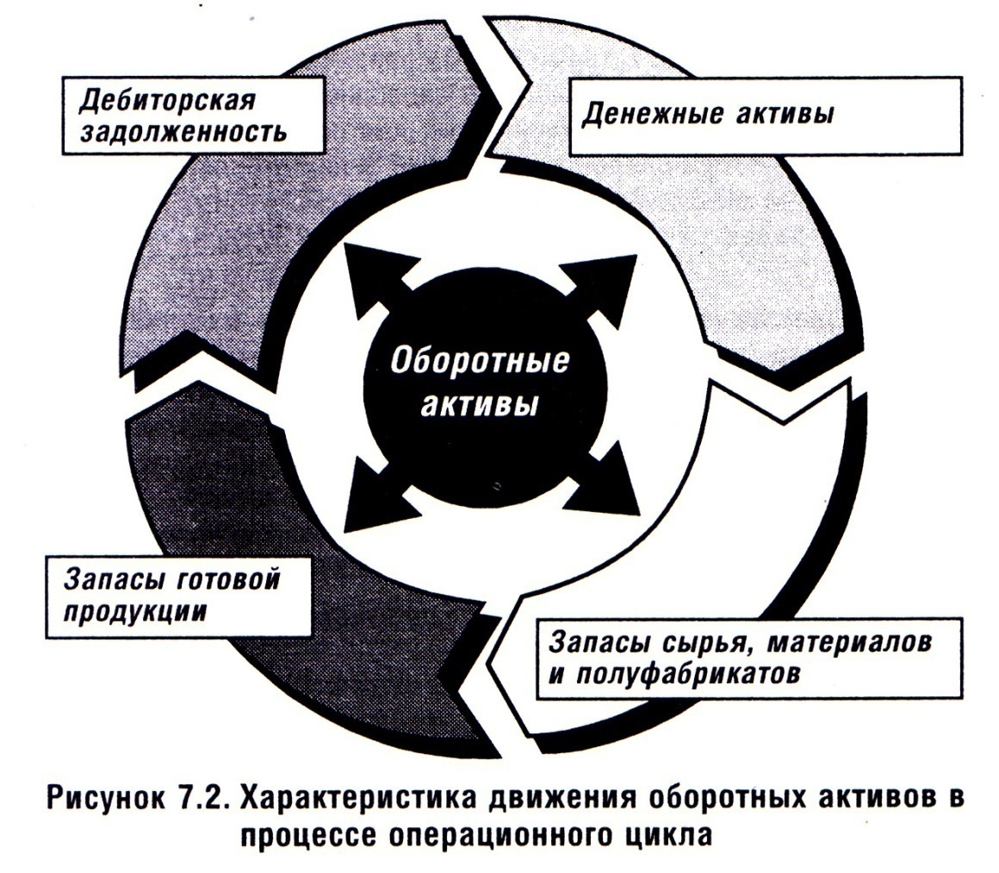 Дебиторская
задолженность
Денежные активы
Оборотные
активы
Запасы готовой
продукции
Запасы сырья, материалов
и полуфабрикатов
Рисунок 7.2. Характеристика движения оборотных активов в
процессе операционного цикла